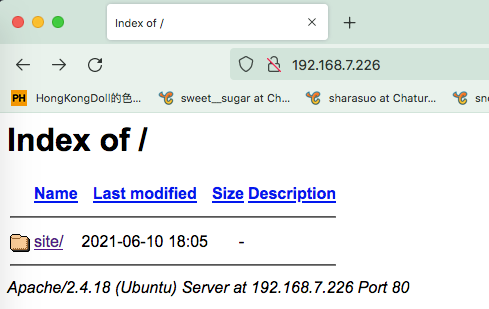 Index of /
192.168.7.226
PH HongKongDoll的色... sweet__sugar at Ch... sharasuo at Chatur... sne
Index of /
Name Last modified Size Description
site/ 2021-06-10 18:05 -
Apache/2.4.18 (Ubuntu) Server at 192.168.7.226 Port 80